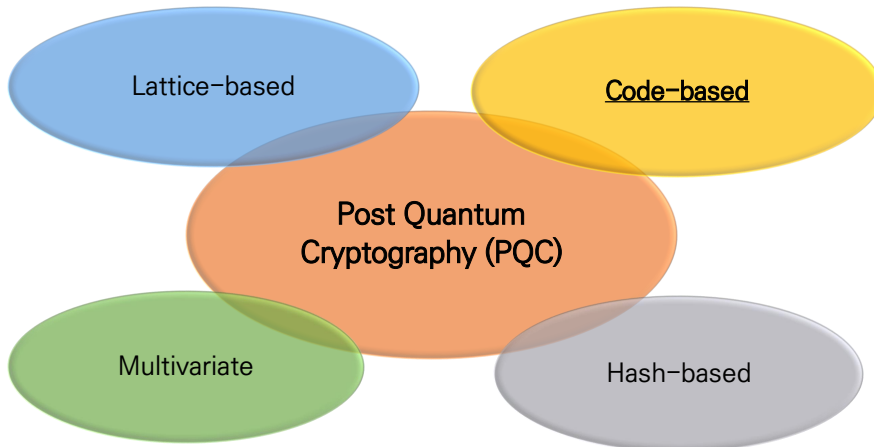 Lattice-based
Code-based
Post Quantum
Cryptography (PQC)
Multivariate
Hash-based